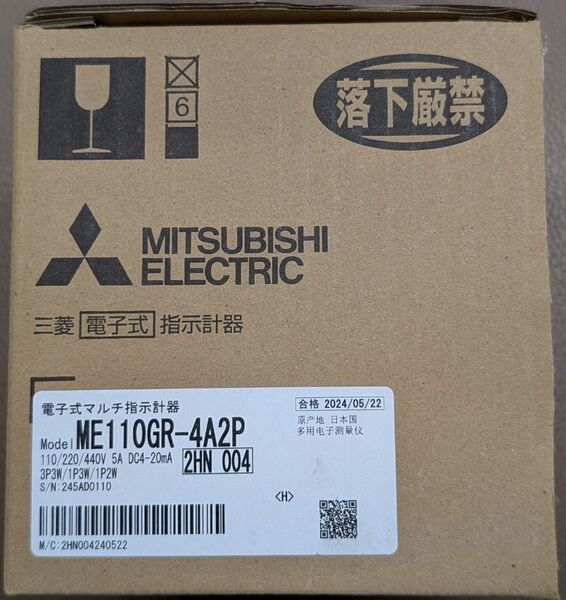 6
落下厳禁
MITSUBISHI
ELECTRIC
三菱 電子式 指示計器
電子式マルチ指示計器
合格 2024/05/22
Model ME110GR-4A2P
原产地 日本国
多用电子测量仪
110/220/440V 5A DC4-20mA
2HN 004
3P3W/1P3W/1P2W
S/N:245AD0110
<H>
M/C:2HN004240522